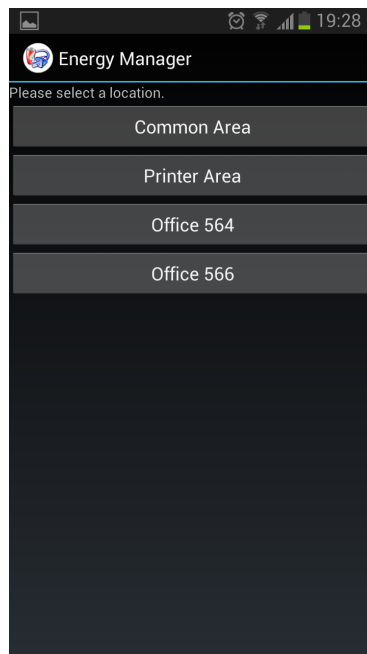 19:28
Energy Manager
Please select a location.
Common Area
Printer Area
Office 564
Office 566